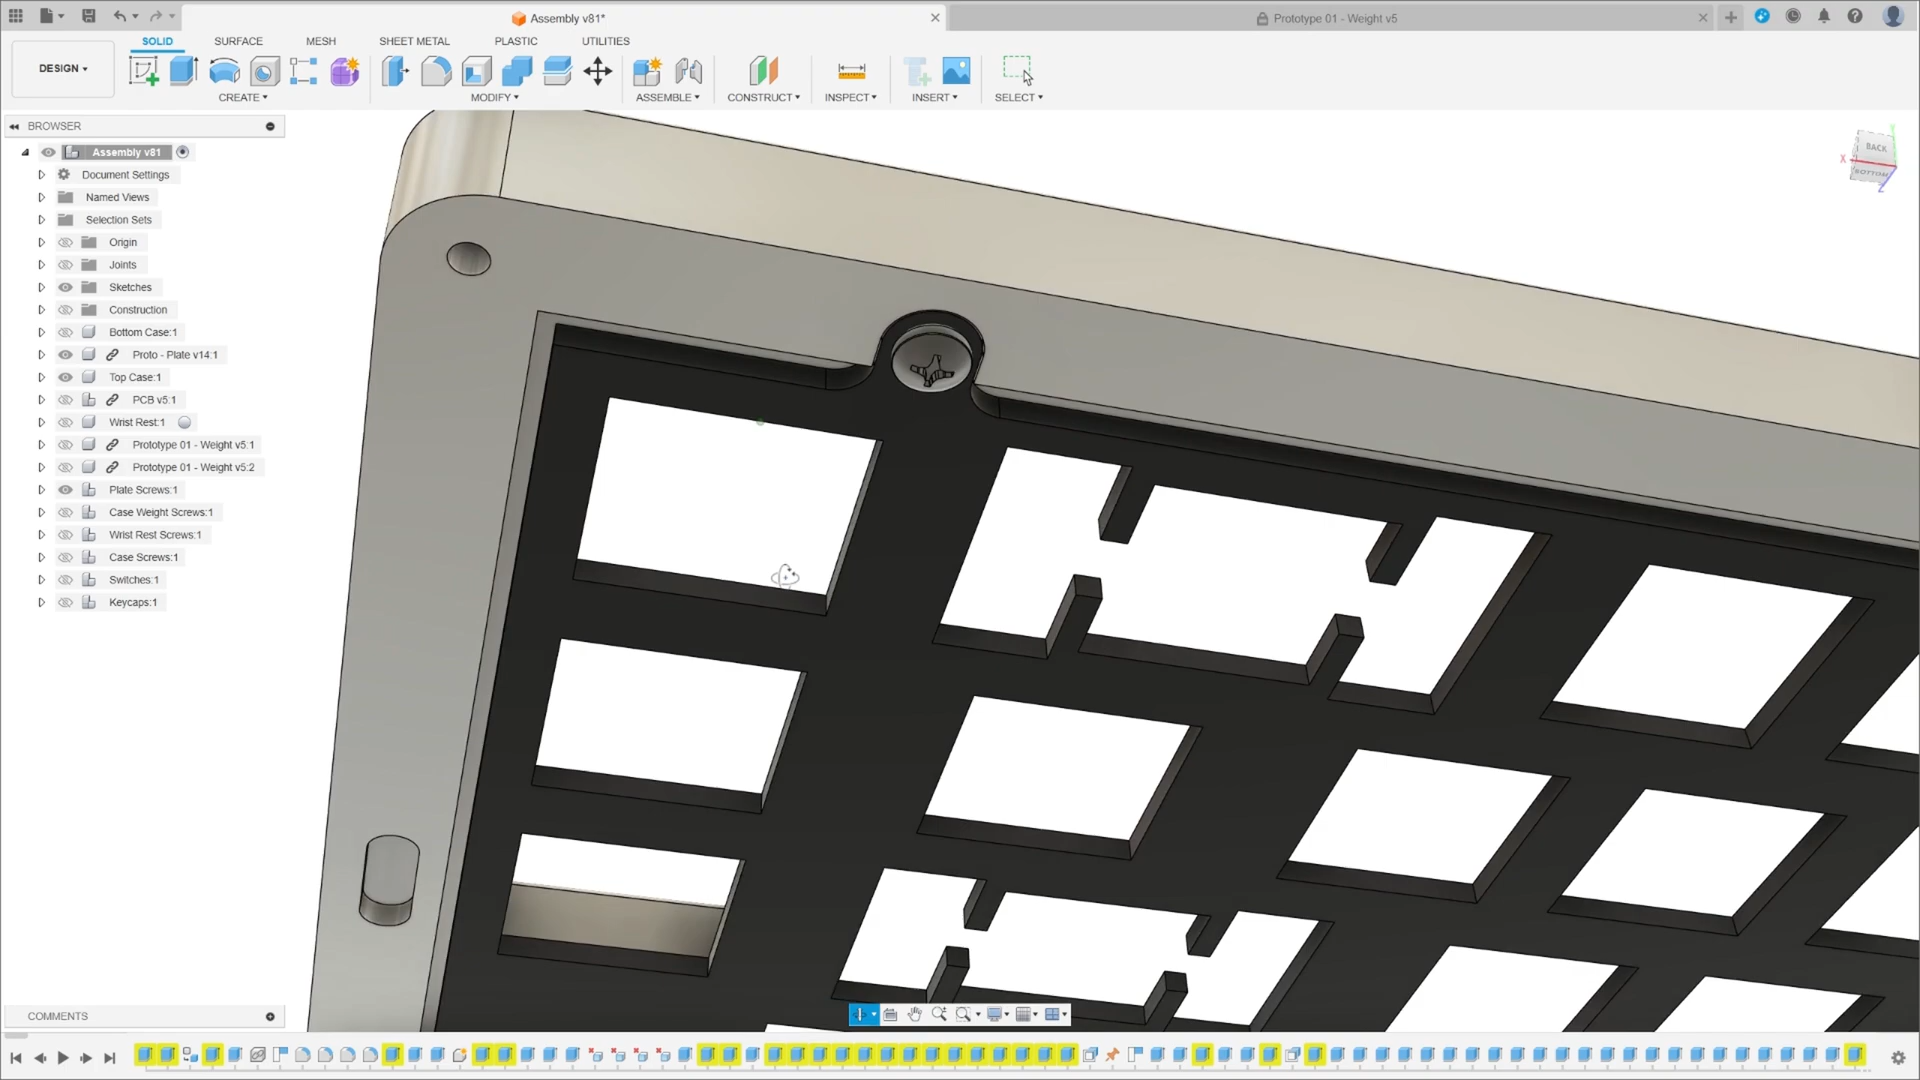 Assembly v81*
Prototype 01 - Weight v5
SOLID
SURFACE
MESH
SHEET METAL
PLASTIC
UTILITIES
DESIGN
CREATE
MODIFY
ASSEMBLE
CONSTRUCT
INSPECT
INSERT
SELECT
BROWSER
Assembly v81
Document Settings
Named Views
Selection Sets
Origin
Joints
Sketches
Construction
Bottom Case:1
Proto - Plate v14:1
Top Case:1
PCB v5:1
Wrist Rest:1
Prototype 01 - Weight v5:1
Prototype 01 - Weight v5:2
Plate Screws:1
Case Weight Screws:1
Wrist Rest Screws:1
Case Screws:1
Switches:1
Keycaps:1
BACK
X
BOTTOM
Z
COMMENTS